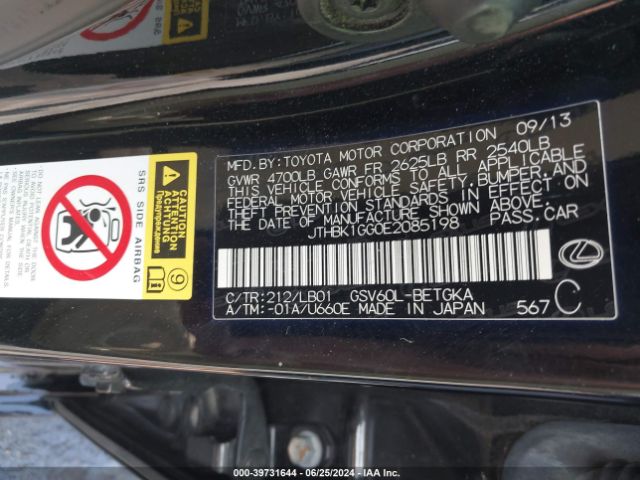 09/13
MFD. BY: TOYOTA MOTOR CORPORATION
GVWR 4700LB GAWR FR 2625LB RR 2540LB
THIS VEHICLE CONFORMS TO ALL APPLICABLE
FEDERAL MOTOR VEHICLE SAFETY, BUMPER, AND
THEFT PREVENTION STANDARDS IN EFFECT ON
THE DATE OF MANUFACTURE SHOWN ABOVE.
JTHBK1GG0E2085198 PASS. CAR
C/TR:212/LB01 GSV60L-BETGKA
A/TM:-01A/U660E MADE IN JAPAN 567 C
ATTENTION
ACHTUNG
SRS SIDE AIRBAG
9
000-39731644 - 06/25/2024 - IAA Inc.